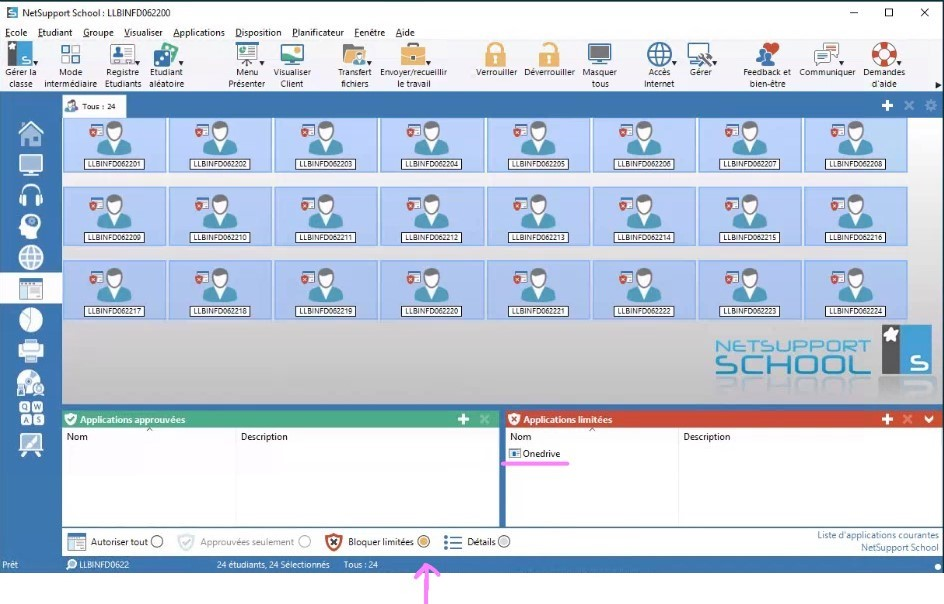 NetSupport School : LLBINFD062200
Ecole Etudiant Groupe Visualiser Applications Disposition Planificateur Fenêtre Aide
Gérer la classe
Mode intermédiaire
Registre Etudiants
Etudiant aléatoire
Menu Présenter
Visualiser Client
Transfert fichiers
Envoyer/recueillir le travail
Verrouiller
Déverrouiller
Masquer tous
Accès Internet
Gérer
Feedback et bien-être
Communiquer
Demandes d'aide
Tous : 24
LLBINFD062201 LLBINFD062202 LLBINFD062203 LLBINFD062204 LLBINFD062205 LLBINFD062206 LLBINFD062207 LLBINFD062208
LLBINFD062209 LLBINFD062210 LLBINFD062211 LLBINFD062212 LLBINFD062213 LLBINFD062214 LLBINFD062215 LLBINFD062216
LLBINFD062217 LLBINFD062218 LLBINFD062219 LLBINFD062220 LLBINFD062221 LLBINFD062222 LLBINFD062223 LLBINFD062224
NETSUPPORT
SCHOOL
S
Q W
A S
Applications approuvées
Nom Description
Applications limitées
Nom Description
Onedrive
Autoriser tout Approuvées seulement Bloquer limitées Détails
Liste d'applications courantes
NetSupport School
Prêt LLBINFD0622 24 étudiants, 24 Sélectionnés Tous : 24